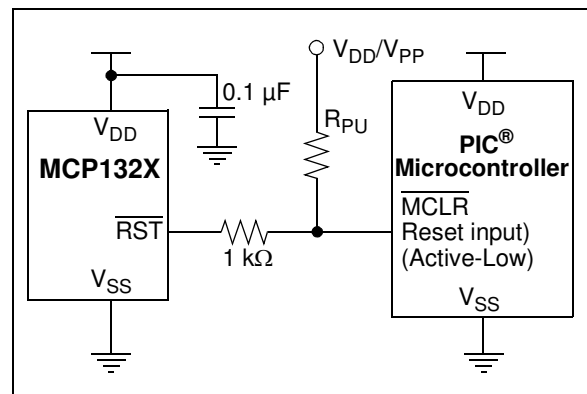 V_DD/V_PP
0.1 µF
V_DD
MCP132X
R_PU
V_DD
PIC®
Microcontroller
RST
1 kΩ
MCLR
Reset input)
(Active-Low)
V_SS
V_SS